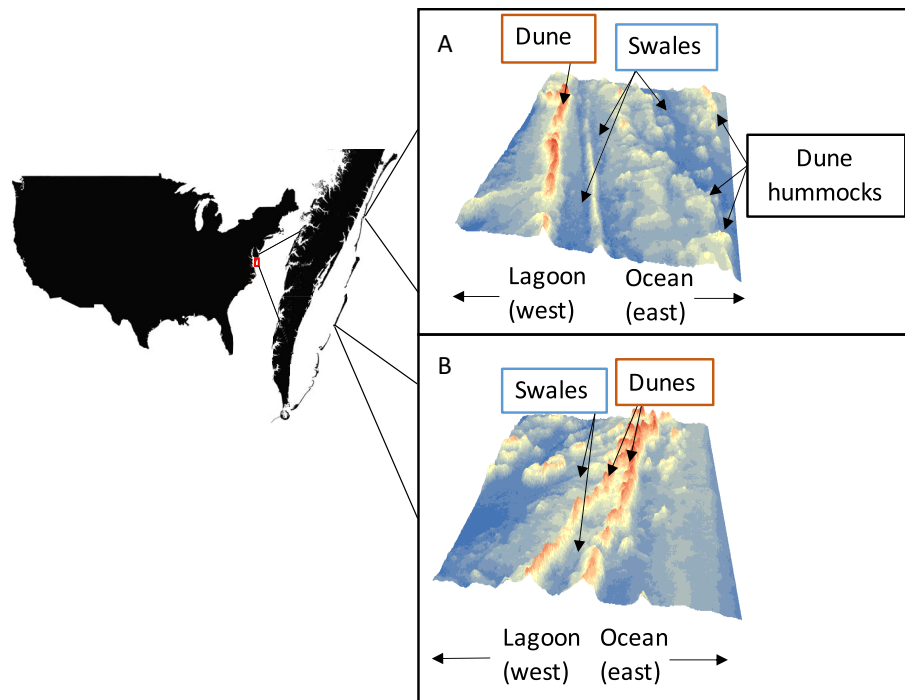 A
Dune
Swales
Dune
hummocks
Lagoon
(west)
Ocean
(east)
B
Swales
Dunes
Lagoon
(west)
Ocean
(east)